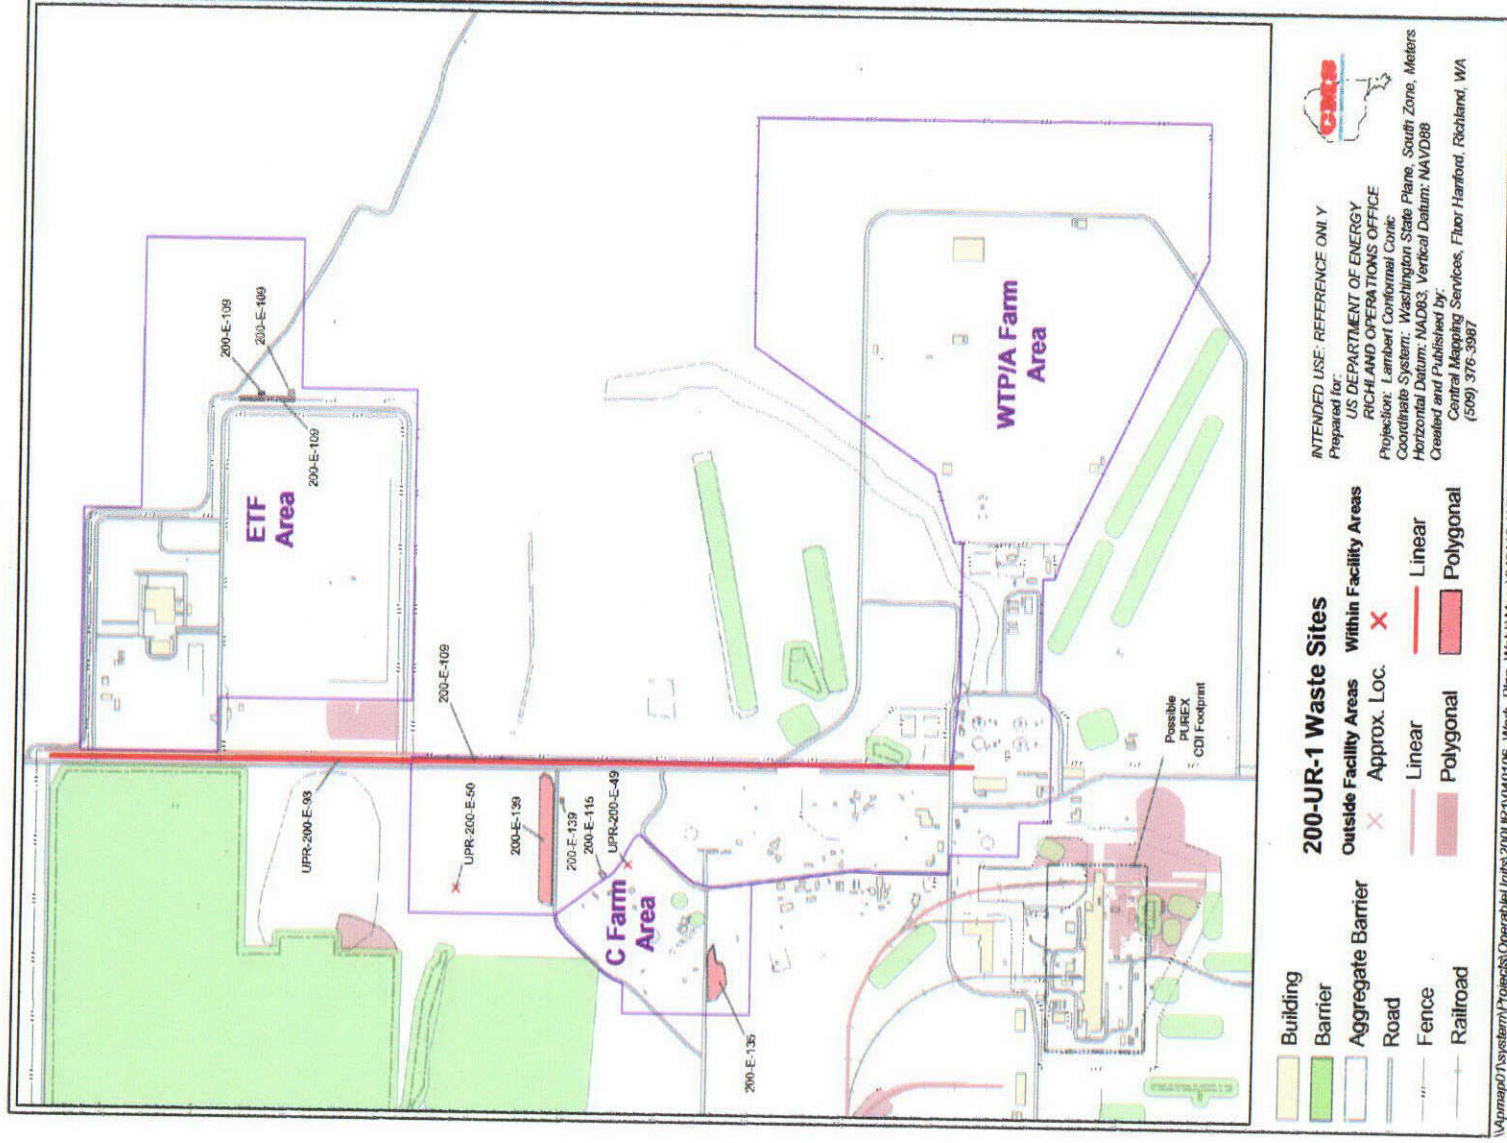 200-E-109
200-E-109
200-E-109
ETF
Area
200-E-109
UPR-200-E-93
UPR-200-E-50
200-E-139
200-E-139
200-E-115
UPR-200-E-49
C Farm
Area
200-E-135
WTP/A Farm
Area
Possible
PUREX
CDI Footprint
Building
Barrier
Aggregate Barrier
Road
Fence
Railroad
200-UR-1 Waste Sites
Outside Facility Areas
Within Facility Areas
Approx. Loc.
Linear
Linear
Polygonal
Polygonal
INTENDED USE: REFERENCE ONLY
Prepared for:
US DEPARTMENT OF ENERGY
RICHLAND OPERATIONS OFFICE
Projection: Lambert Conformal Conic
Coordinate System: Washington State Plane, South Zone, Meters
Horizontal Datum: NAD83, Vertical Datum: NAVD88
Created and Published by:
Central Mapping Services, Fluor Hanford, Richland, WA
(509) 376-3987
CMS